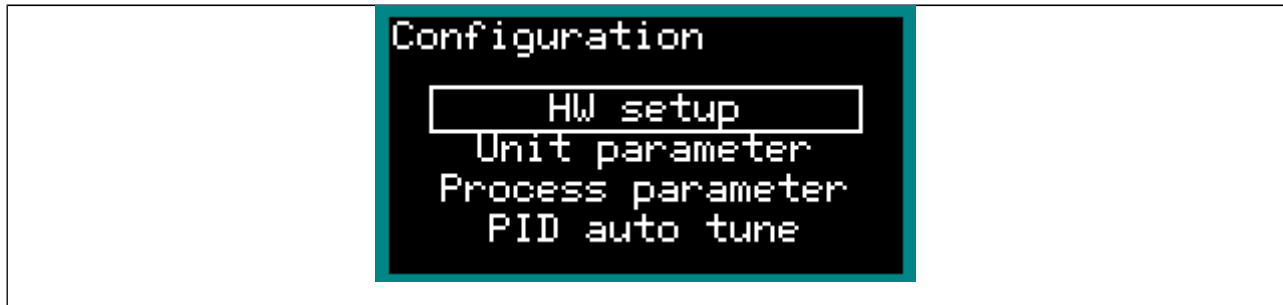 Configuration
HW setup
Unit parameter
Process parameter
PID auto tune